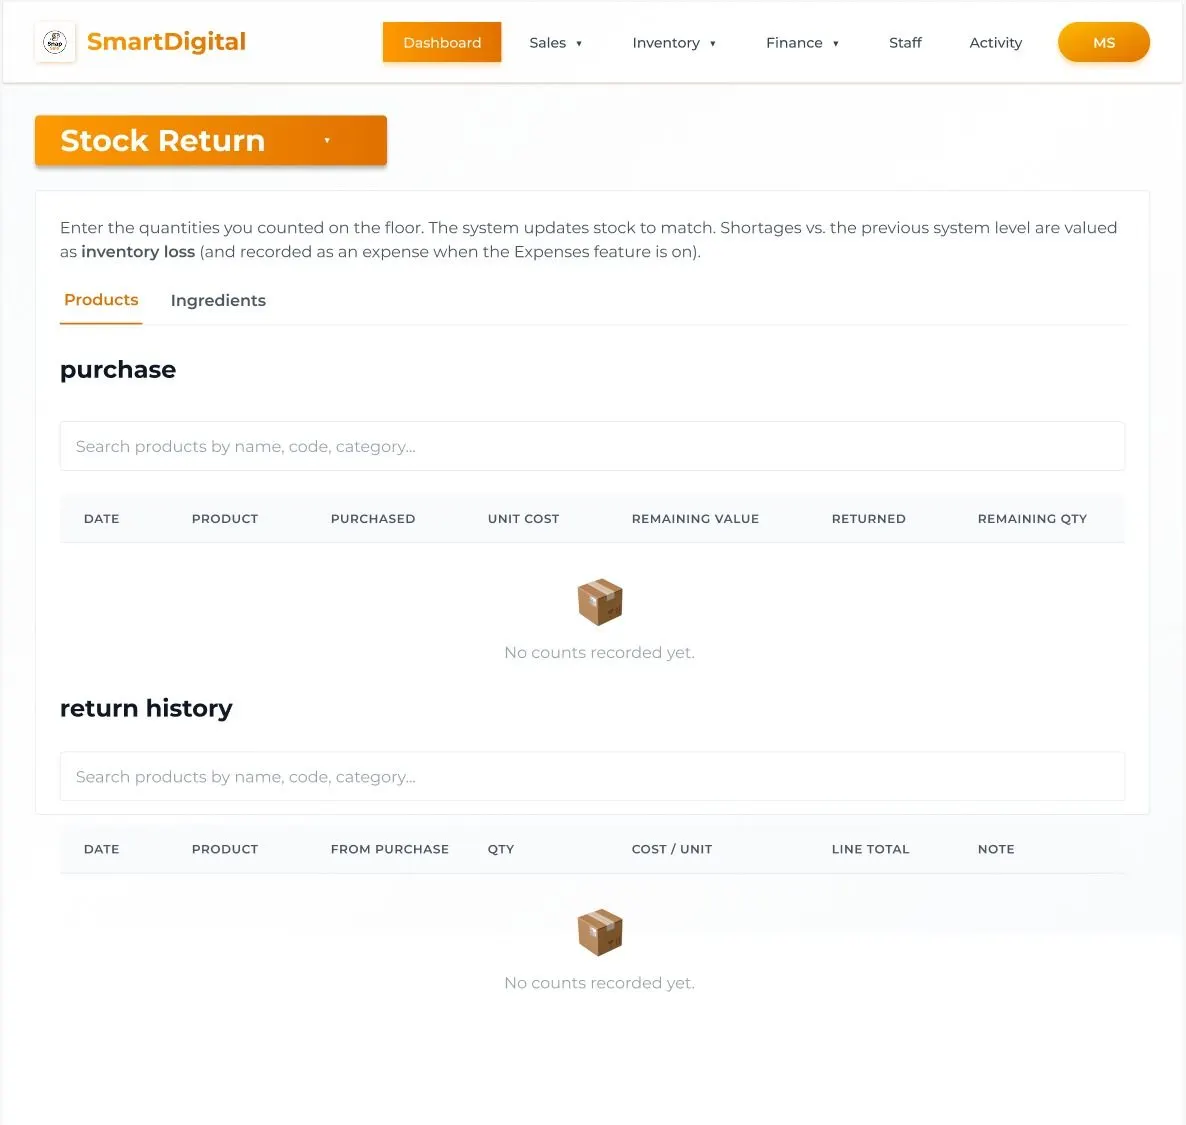 Snap
SmartDigital
Dashboard
Sales ▾
Inventory ▾
Finance ▾
Staff
Activity
MS
Stock Return ▾
Enter the quantities you counted on the floor. The system updates stock to match. Shortages vs. the previous system level are valued
as inventory loss (and recorded as an expense when the Expenses feature is on).
Products
Ingredients
purchase
Search products by name, code, category...
DATE PRODUCT PURCHASED UNIT COST REMAINING VALUE RETURNED REMAINING QTY
No counts recorded yet.
return history
Search products by name, code, category...
DATE PRODUCT FROM PURCHASE QTY COST / UNIT LINE TOTAL NOTE
No counts recorded yet.